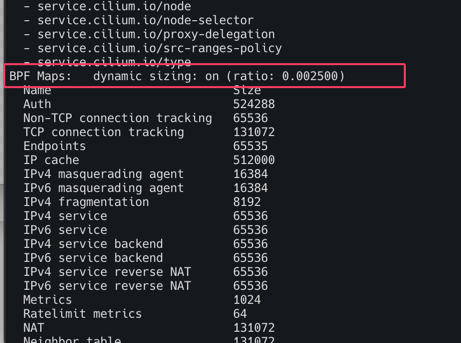 - service.cilium.io/node
- service.cilium.io/node-selector
- service.cilium.io/proxy-delegation
- service.cilium.io/src-ranges-policy
- service.cilium.io/type
BPF Maps:   dynamic sizing: on (ratio: 0.002500)
Name                          Size
Auth                          524288
Non-TCP connection tracking   65536
TCP connection tracking       131072
Endpoints                     65535
IP cache                      512000
IPv4 masquerading agent       16384
IPv6 masquerading agent       16384
IPv4 fragmentation            8192
IPv4 service                  65536
IPv6 service                  65536
IPv4 service backend          65536
IPv6 service backend          65536
IPv4 service reverse NAT      65536
IPv6 service reverse NAT      65536
Metrics                       1024
Ratelimit metrics             64
NAT                           131072
Neighbor table                131072